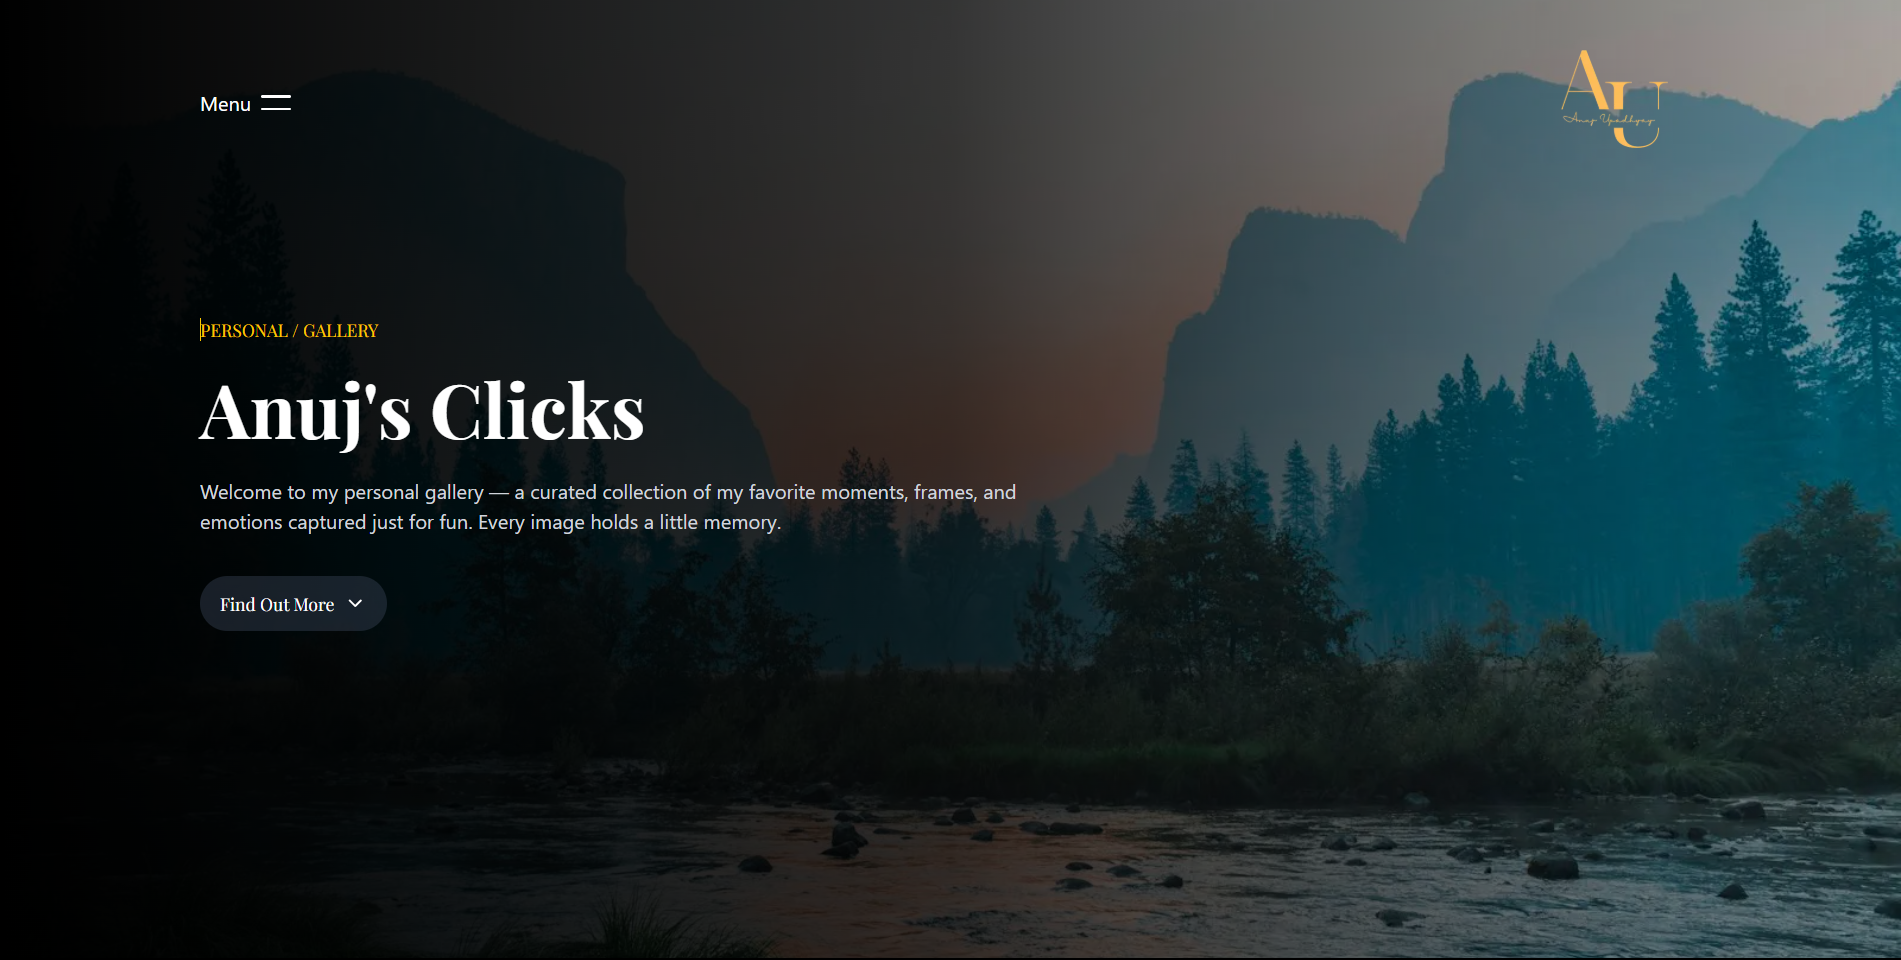 Menu
AU
Anuj Upadhyay
PERSONAL / GALLERY
Anuj's Clicks
Welcome to my personal gallery — a curated collection of my favorite moments, frames, and
emotions captured just for fun. Every image holds a little memory.
Find Out More